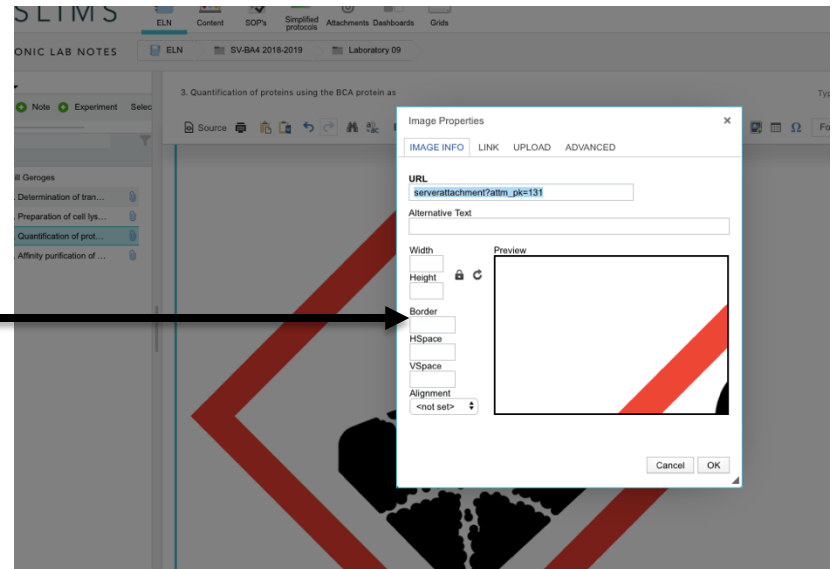 SLIMS
ELN Content SOP's Simplified protocols Attachments Dashboards Grids
ONIC LAB NOTES ELN SV-BA4 2018-2019 Laboratory 09
3. Quantification of proteins using the BCA protein as
Note Experiment Selec
Source
Image Properties
IMAGE INFO LINK UPLOAD ADVANCED
URL
serverattachment?attm_pk=131
Alternative Text
Width Preview
Height
Border
HSpace
VSpace
Alignment
<not set>
Cancel OK
ill Geroges
. Determination of tran...
. Preparation of cell lys...
. Quantification of prot...
. Affinity purification of ...